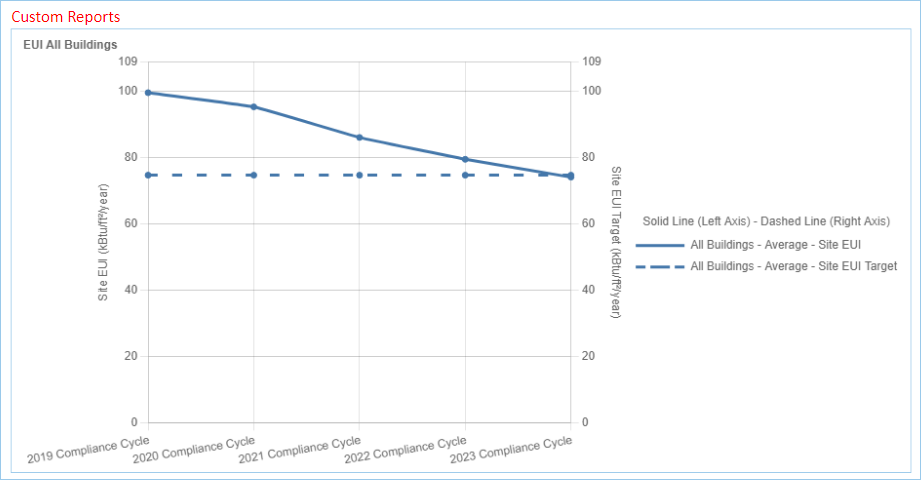 Custom Reports
EUI All Buildings
109
100
80
60
40
20
0
Site EUI (kBtu/ft²/year)
109
100
80
60
40
20
0
Site EUI Target (kBtu/ft²/year)
2019 Compliance Cycle
2020 Compliance Cycle
2021 Compliance Cycle
2022 Compliance Cycle
2023 Compliance Cycle
Solid Line (Left Axis) - Dashed Line (Right Axis)
All Buildings - Average - Site EUI
All Buildings - Average - Site EUI Target